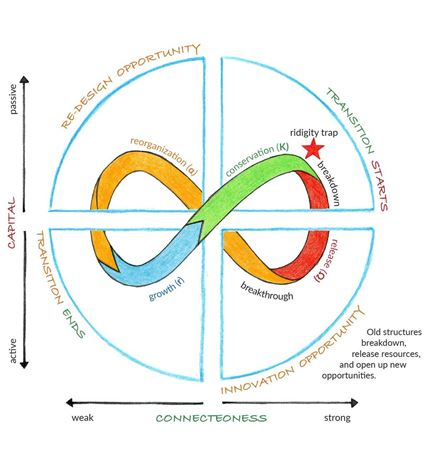 RE-DESIGN OPPORTUNITY
passive
TRANSITION STARTS
ridigity trap
reorganization (α)
conservation (K)
breakdown
CAPITAL
TRANSITION ENDS
release (Ω)
growth (r)
breakthrough
active
INNOVATION OPPORTUNITY
Old structures
breakdown,
release resources,
and open up new
opportunities.
weak
CONNECTEONESS
strong